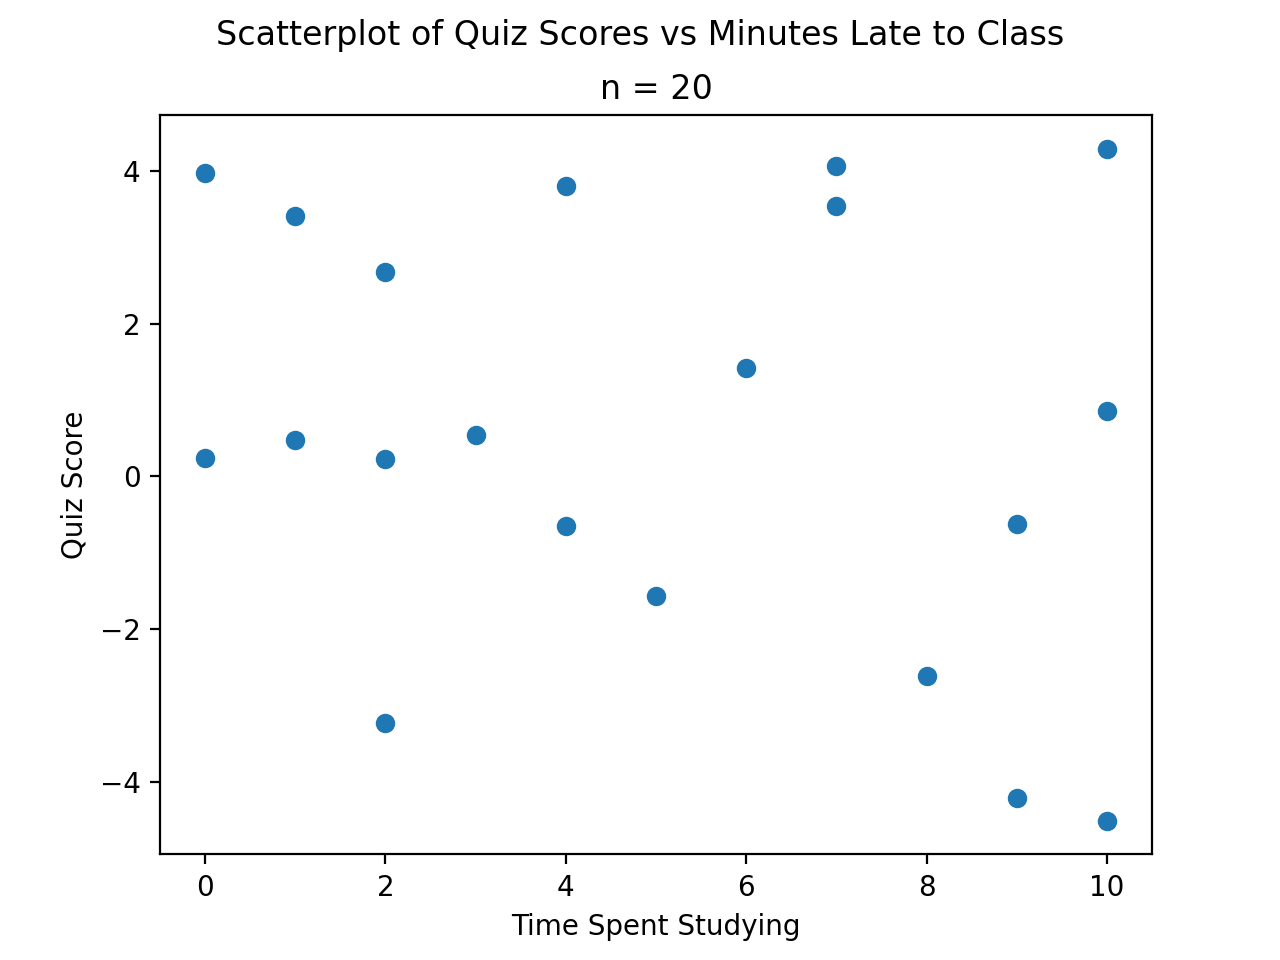 Scatterplot of Quiz Scores vs Minutes Late to Class
n = 20
4
2
0
−2
−4
Quiz Score
0 2 4 6 8 10
Time Spent Studying